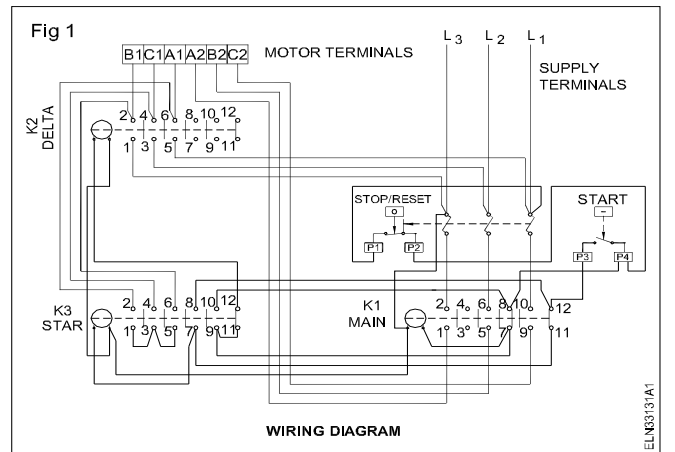 Fig 1
L3 L2 L1
B1 C1 A1 A2 B2 C2
MOTOR TERMINALS
SUPPLY
TERMINALS
K2
DELTA
2 4 6 8 10 12
1 3 5 7 9 11
STOP/RESET
O
P1 P2
START
P3 P4
K3
STAR
2 4 6 8 10 12
1 3 5 7 9 11
K1
MAIN
2 4 6 8 10 12
1 3 5 7 9 11
WIRING DIAGRAM
ELN33131A1